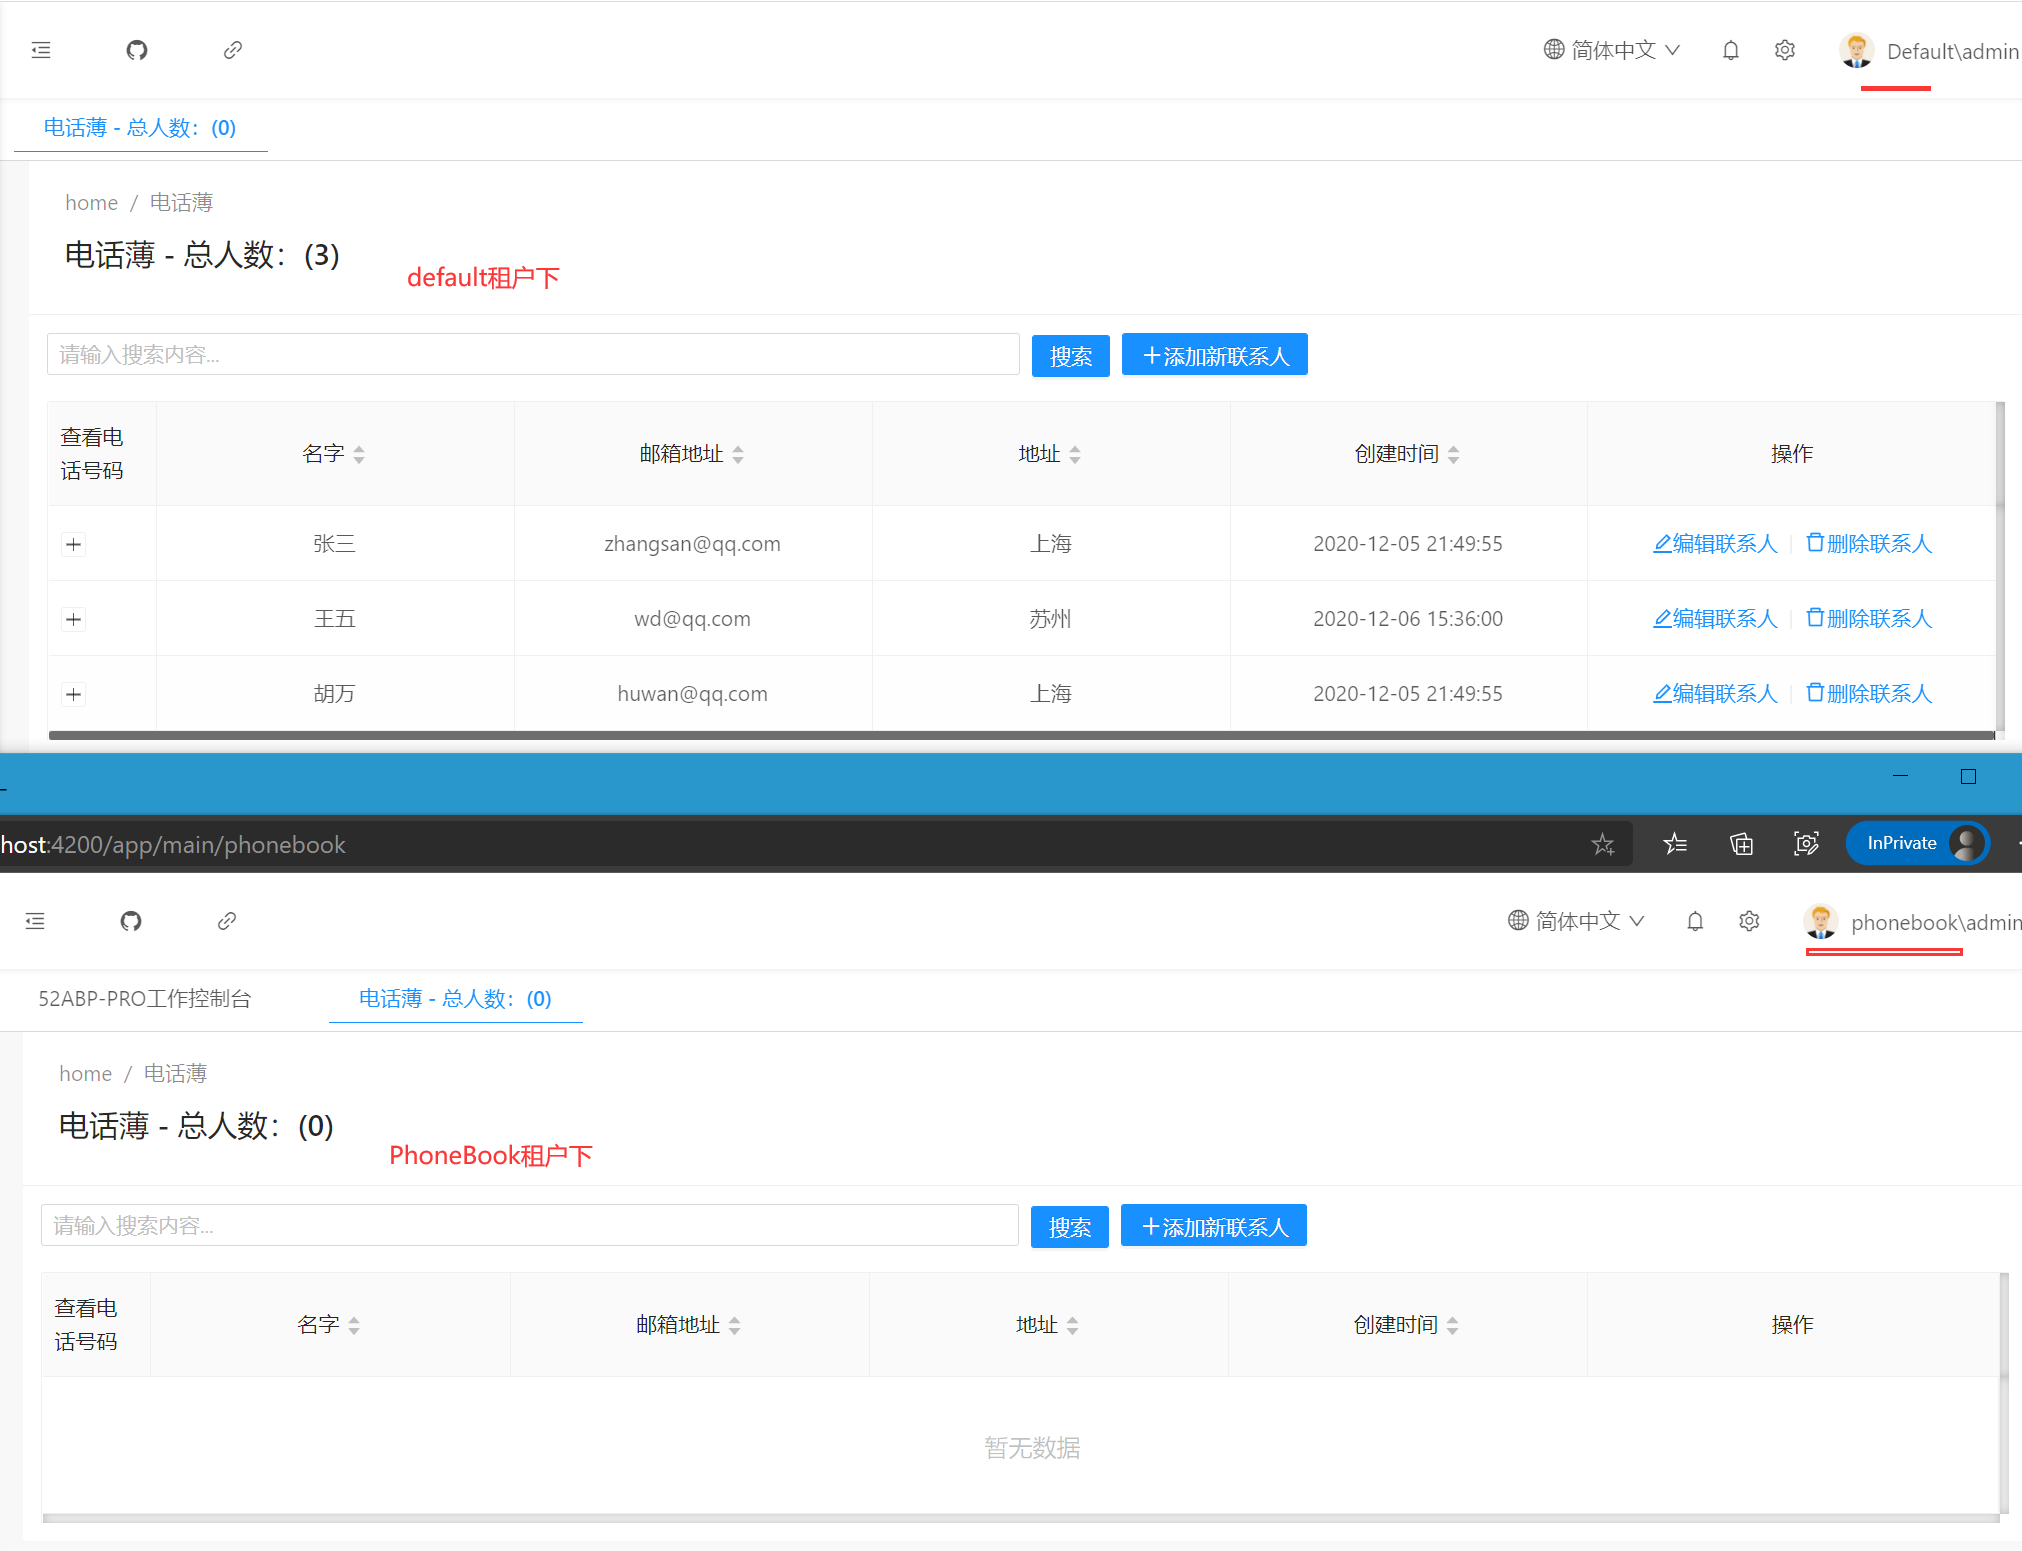 简体中文 Default\admin
电话薄 - 总人数：(0)
home / 电话薄
电话薄 - 总人数：(3)
default租户下
请输入搜索内容... 搜索 +添加新联系人
查看电话号码 名字 邮箱地址 地址 创建时间 操作
张三 zhangsan@qq.com 上海 2020-12-05 21:49:55 编辑联系人 删除联系人
王五 wd@qq.com 苏州 2020-12-06 15:36:00 编辑联系人 删除联系人
胡万 huwan@qq.com 上海 2020-12-05 21:49:55 编辑联系人 删除联系人
host:4200/app/main/phonebook InPrivate
简体中文 phonebook\admin
52ABP-PRO工作控制台 电话薄 - 总人数：(0)
home / 电话薄
电话薄 - 总人数：(0)
PhoneBook租户下
请输入搜索内容... 搜索 +添加新联系人
查看电话号码 名字 邮箱地址 地址 创建时间 操作
暂无数据